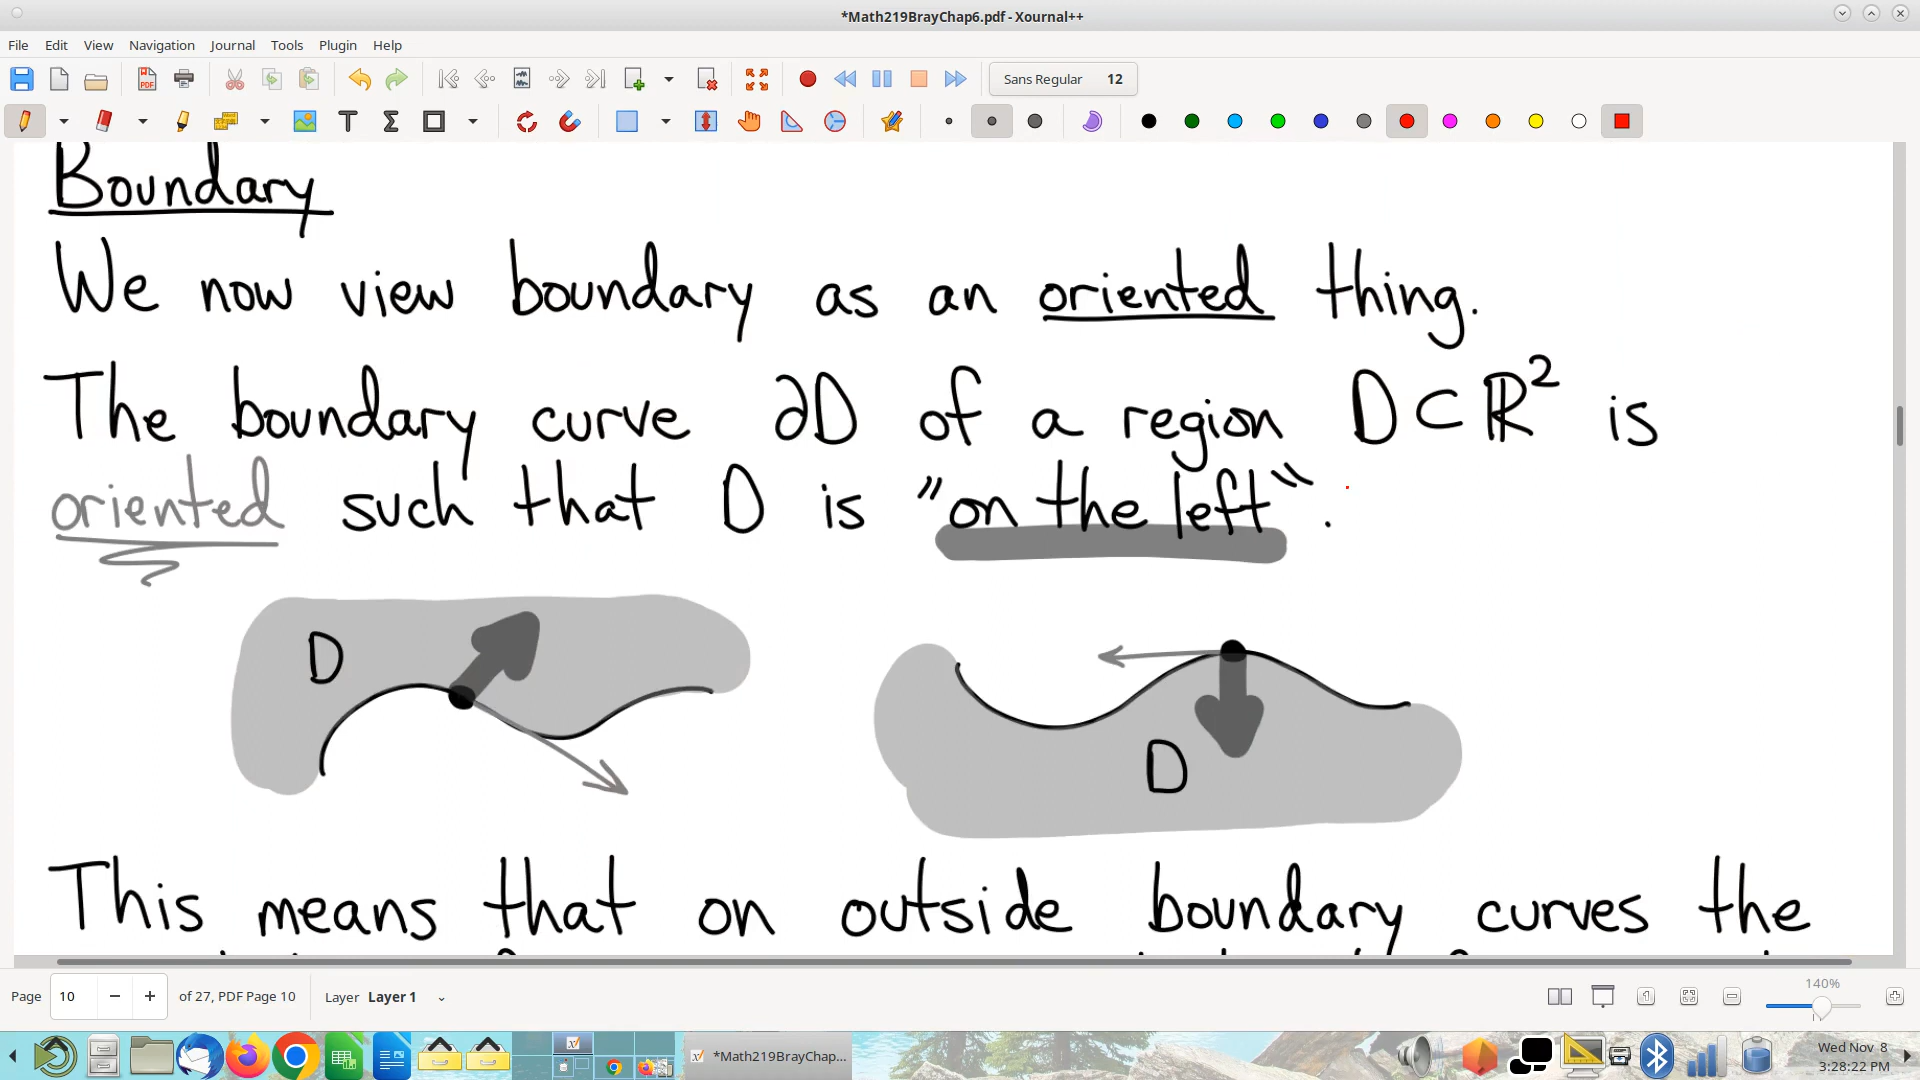 *Math219BrayChap6.pdf - Xournal++
File Edit View Navigation Journal Tools Plugin Help
Sans Regular 12
Boundary
We now view boundary as an oriented thing.
The boundary curve ∂D of a region D⊂ℝ² is
oriented such that D is "on the left".
D
D
This means that on outside boundary curves the
Page 10 of 27, PDF Page 10 Layer Layer 1
140%
*Math219BrayChap...
Wed Nov 8
3:28:22 PM